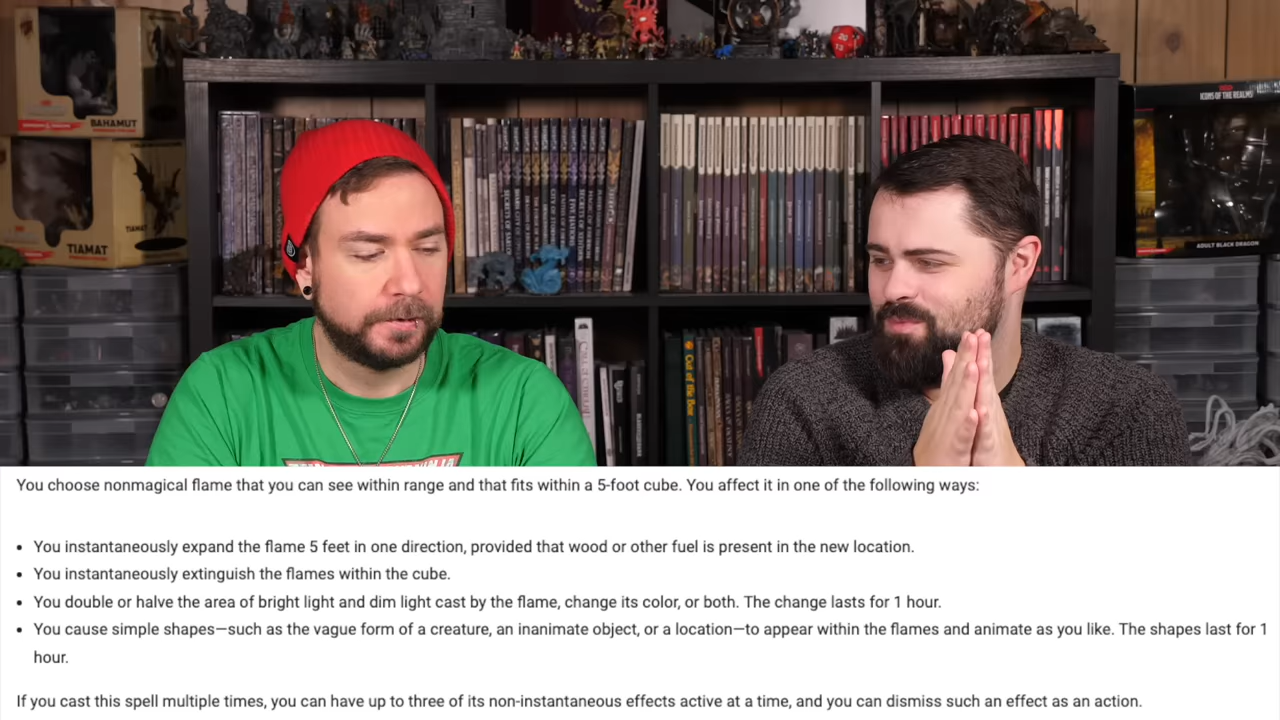 BAHAMUT
TIAMAT
TIAMAT
ICONS OF THE REALMS
ADULT BLACK DRAGON
Out of the Box
You choose nonmagical flame that you can see within range and that fits within a 5-foot cube. You affect it in one of the following ways:
• You instantaneously expand the flame 5 feet in one direction, provided that wood or other fuel is present in the new location.
• You instantaneously extinguish the flames within the cube.
• You double or halve the area of bright light and dim light cast by the flame, change its color, or both. The change lasts for 1 hour.
• You cause simple shapes—such as the vague form of a creature, an inanimate object, or a location—to appear within the flames and animate as you like. The shapes last for 1
hour.
If you cast this spell multiple times, you can have up to three of its non-instantaneous effects active at a time, and you can dismiss such an effect as an action.